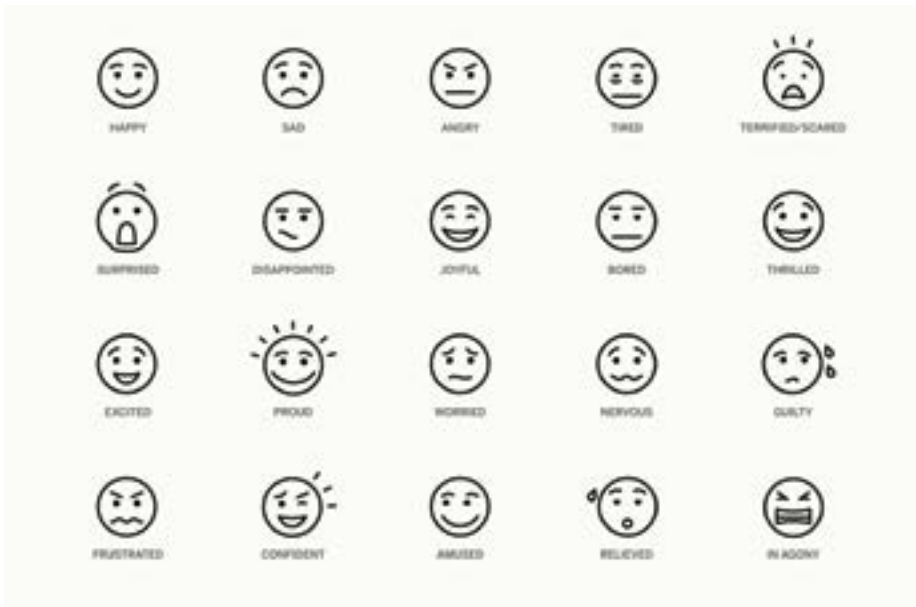 HAPPY
SAD
ANGRY
TIRED
TERRIFIED/SCARED
SURPRISED
DISAPPOINTED
JOYFUL
BORED
THRILLED
EXCITED
PROUD
WORRIED
NERVOUS
GUILTY
FRUSTRATED
CONFIDENT
AMUSED
RELIEVED
IN AGONY